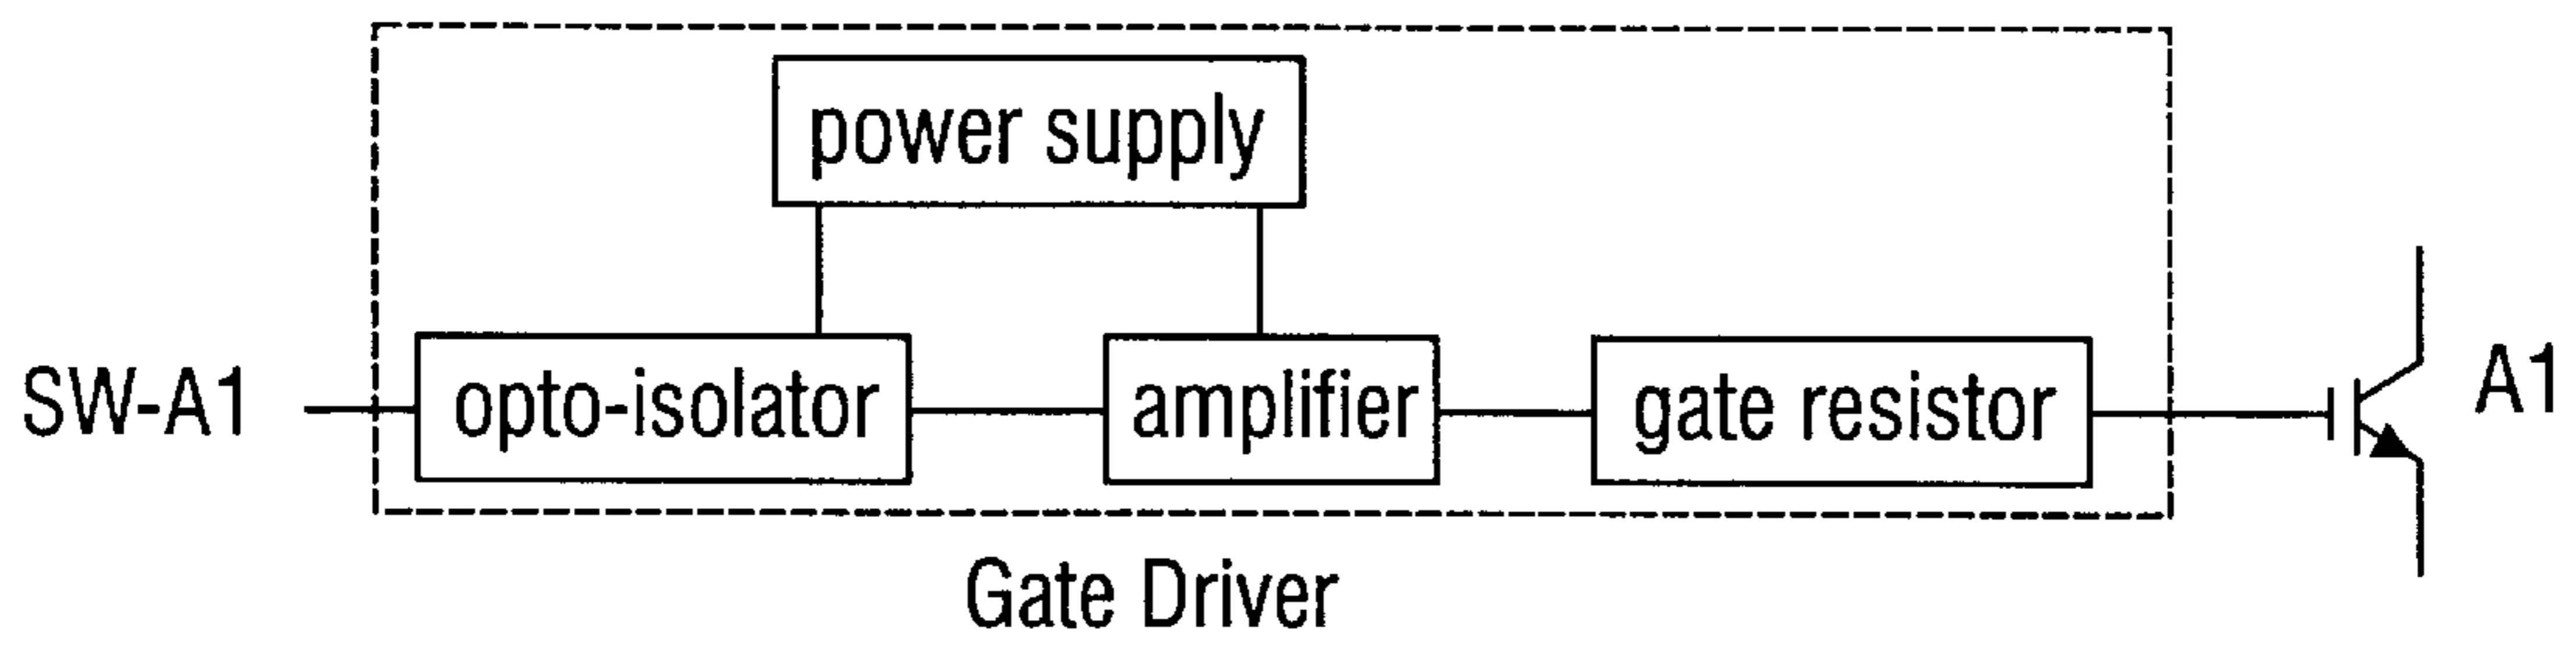 power supply
SW-A1
opto-isolator
amplifier
gate resistor
A1
Gate Driver